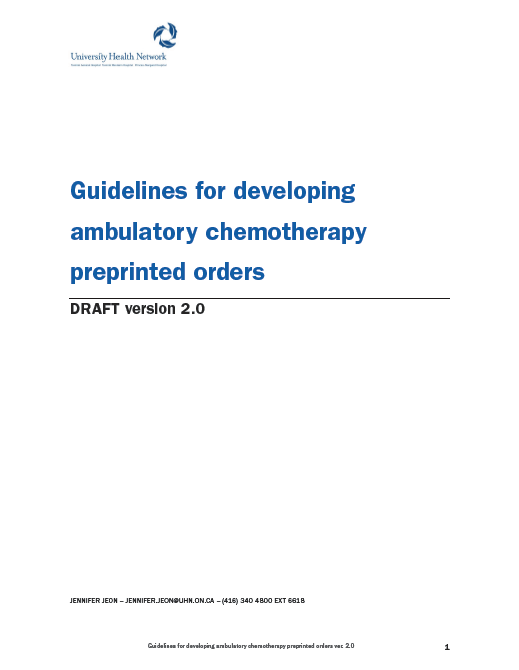 University Health Network
Guidelines for developing
ambulatory chemotherapy
preprinted orders
DRAFT version 2.0
JENNIFER JEON – JENNIFER.JEON@UHN.ON.CA – (416) 340 4800 EXT 6618
Guidelines for developing ambulatory chemotherapy preprinted orders ver. 2.0
1